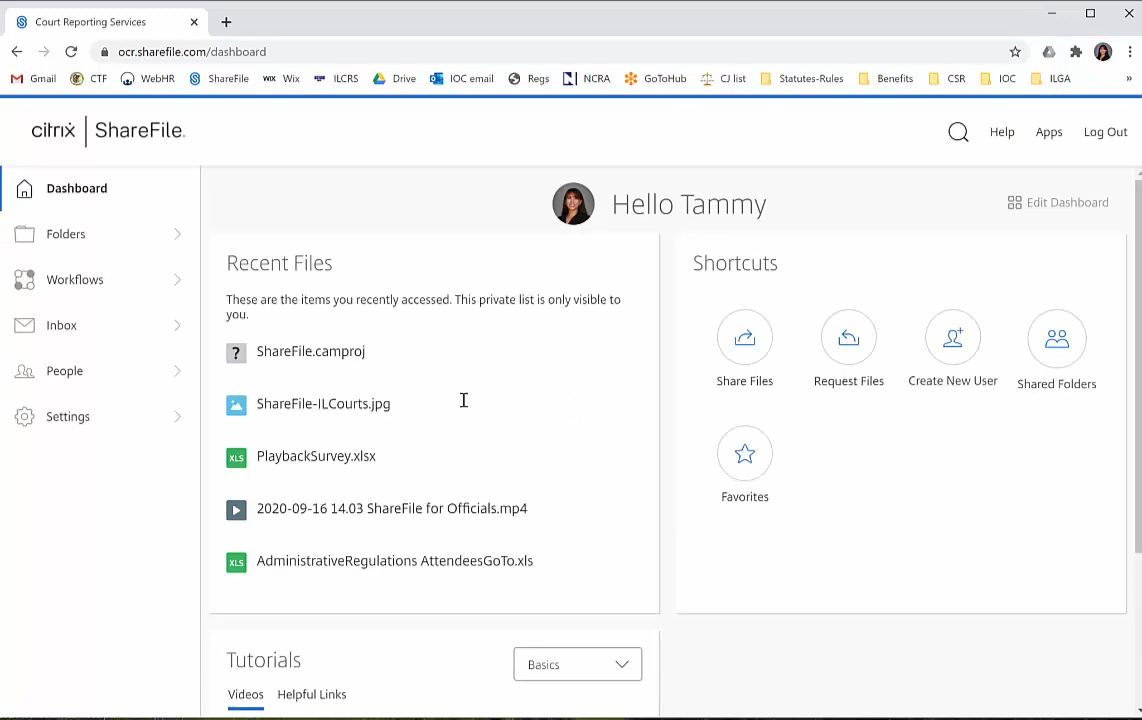 Court Reporting Services
ocr.sharefile.com/dashboard
Gmail CTF WebHR ShareFile WIX Wix ILCRS Drive IOC email Regs NCRA GoToHub CJ list Statutes-Rules Benefits CSR IOC ILGA »
citrix | ShareFile.
Help Apps Log Out
Dashboard
Folders
Workflows
Inbox
People
Settings
Hello Tammy
Edit Dashboard
Recent Files
These are the items you recently accessed. This private list is only visible to
you.
? ShareFile.camproj
ShareFile-ILCourts.jpg
XLS PlaybackSurvey.xlsx
2020-09-16 14.03 ShareFile for Officials.mp4
XLS AdministrativeRegulations AttendeesGoTo.xls
Shortcuts
Share Files
Request Files
Create New User
Shared Folders
Favorites
Tutorials
Basics
Videos Helpful Links